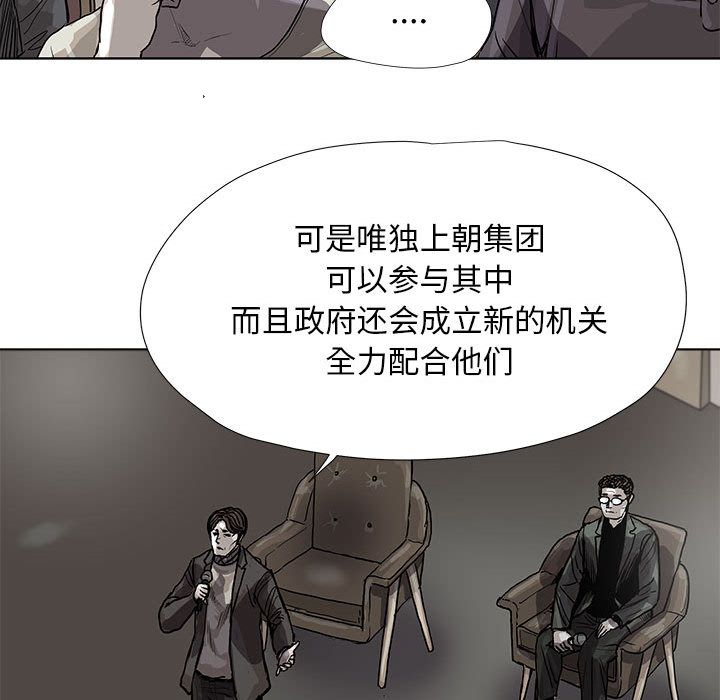 ....
可是唯独上朝集团
可以参与其中
而且政府还会成立新的机关
全力配合他们